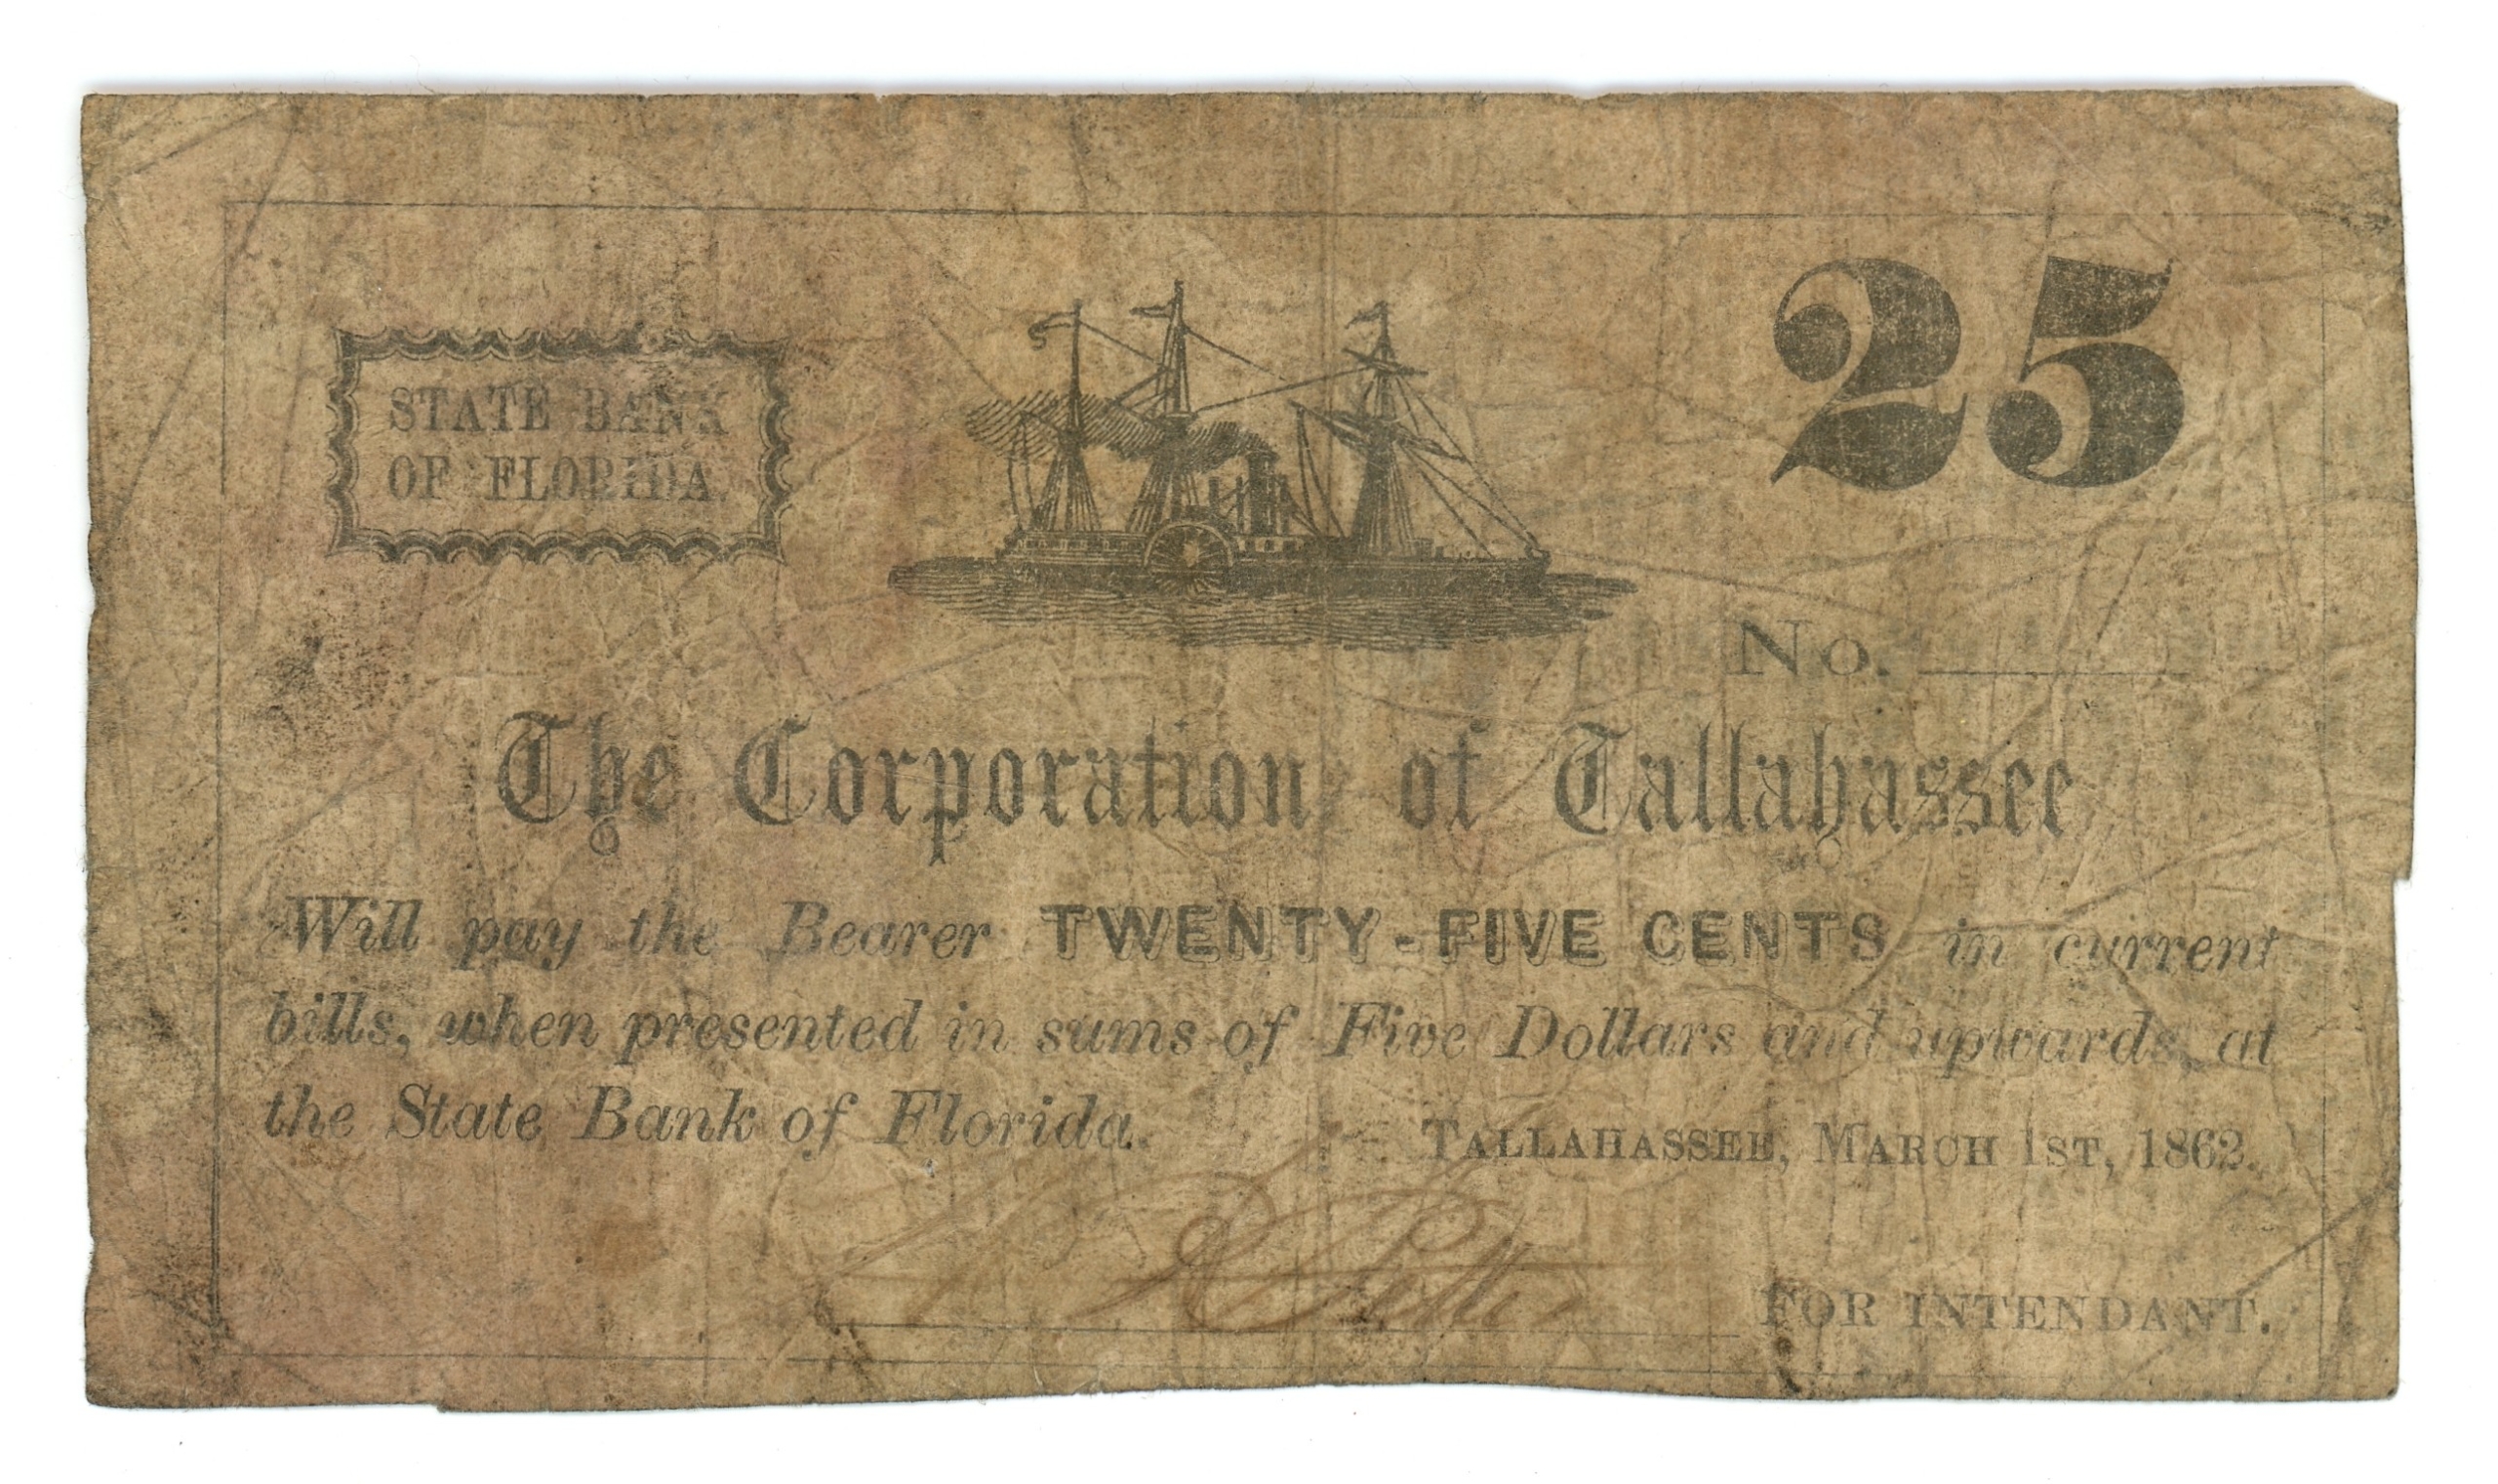 STATE BANK
OF FLORIDA.
25
No.
The Corporation of Tallahassee
Will pay the Bearer TWENTY-FIVE CENTS in current
bills, when presented in sums of Five Dollars and upwards, at
the State Bank of Florida.
TALLAHASSEE, MARCH 1ST, 1862.
FOR INTENDANT.